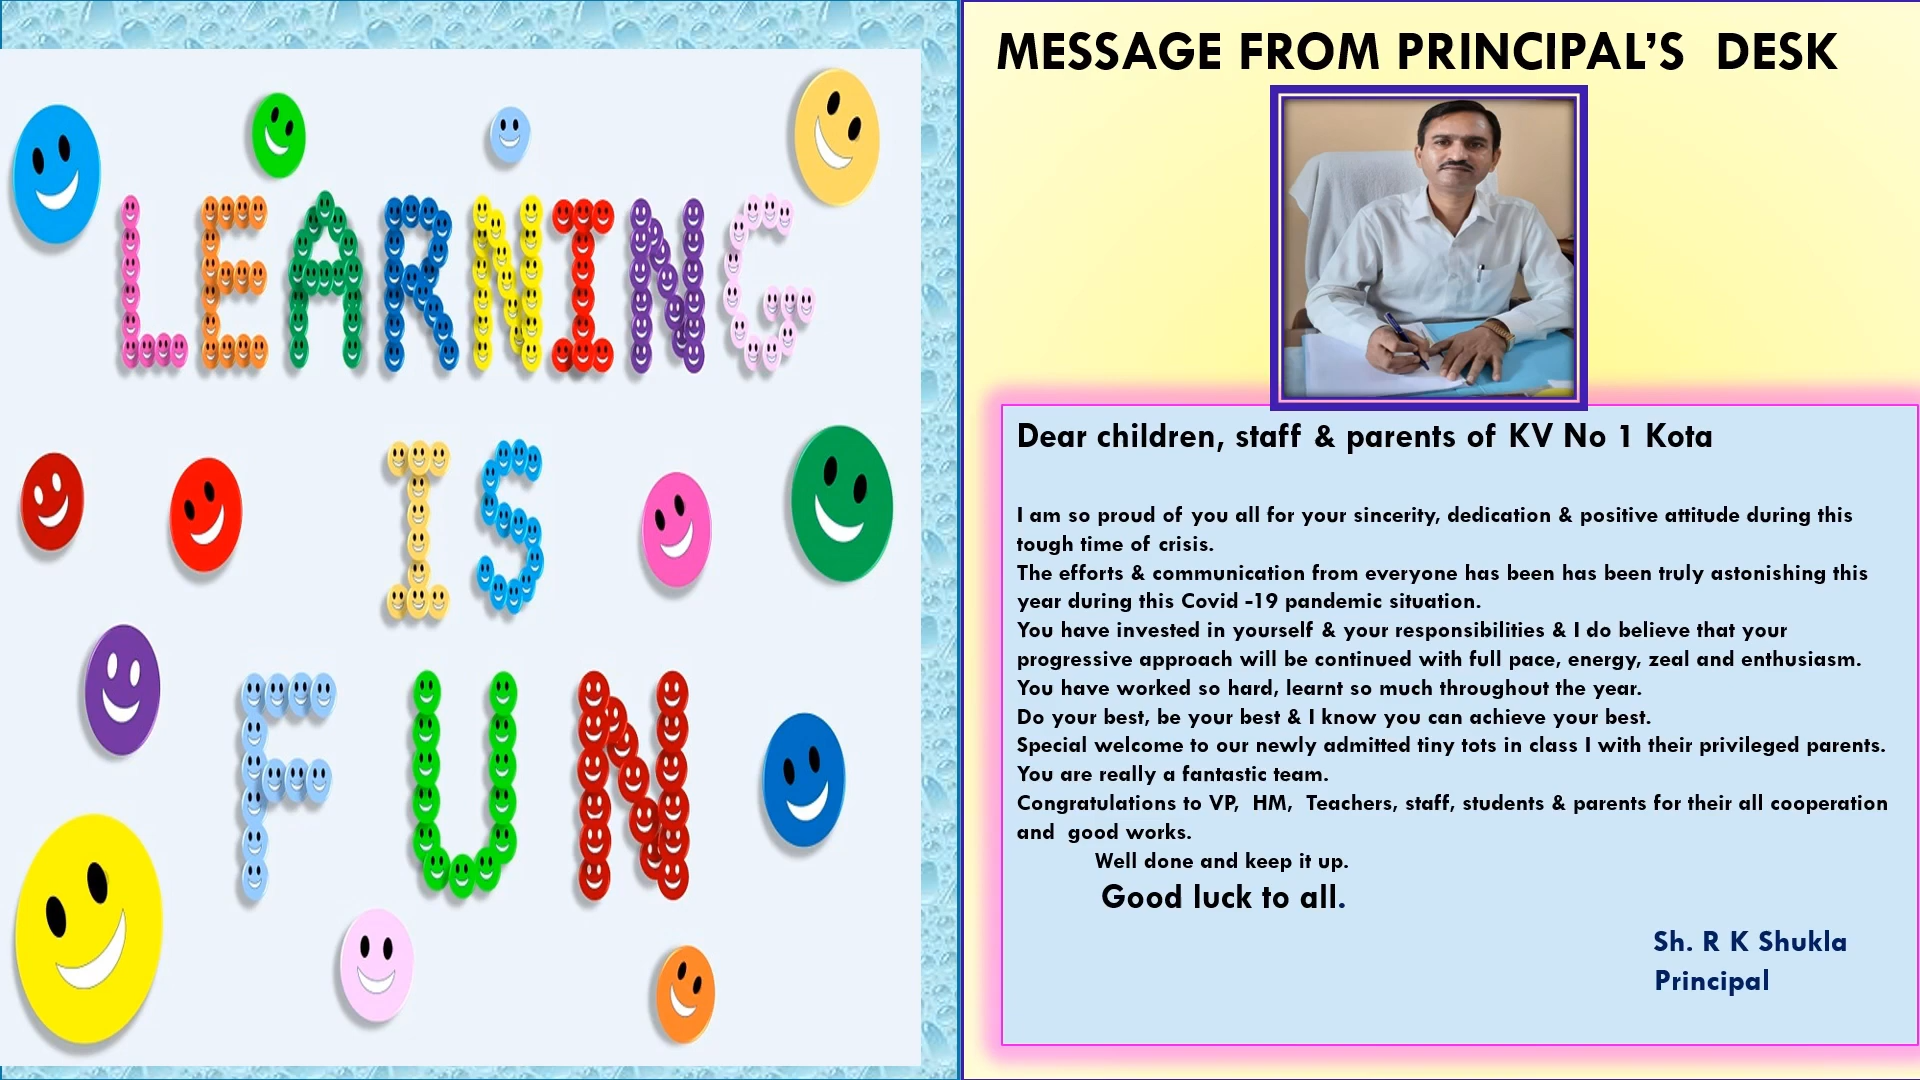 LEARNING
IS
FUN
MESSAGE FROM PRINCIPAL’S DESK
Dear children, staff & parents of KV No 1 Kota
I am so proud of you all for your sincerity, dedication & positive attitude during this
tough time of crisis.
The efforts & communication from everyone has been has been truly astonishing this
year during this Covid -19 pandemic situation.
You have invested in yourself & your responsibilities & I do believe that your
progressive approach will be continued with full pace, energy, zeal and enthusiasm.
You have worked so hard, learnt so much throughout the year.
Do your best, be your best & I know you can achieve your best.
Special welcome to our newly admitted tiny tots in class I with their privileged parents.
You are really a fantastic team.
Congratulations to VP, HM, Teachers, staff, students & parents for their all cooperation
and good works.
Well done and keep it up.
Good luck to all.
Sh. R K Shukla
Principal